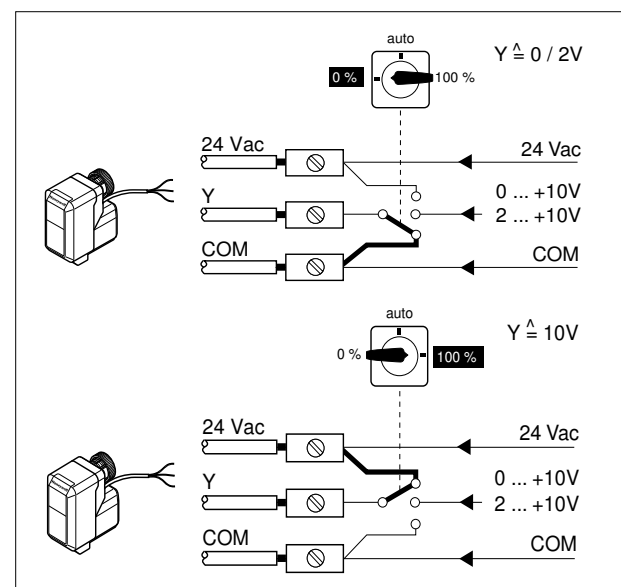 auto
Y ≙ 0 / 2V
0 %
100 %
24 Vac
24 Vac
0 ... +10V
Y
2 ... +10V
COM
COM
auto
Y ≙ 10V
0 %
100 %
24 Vac
24 Vac
0 ... +10V
Y
2 ... +10V
COM
COM